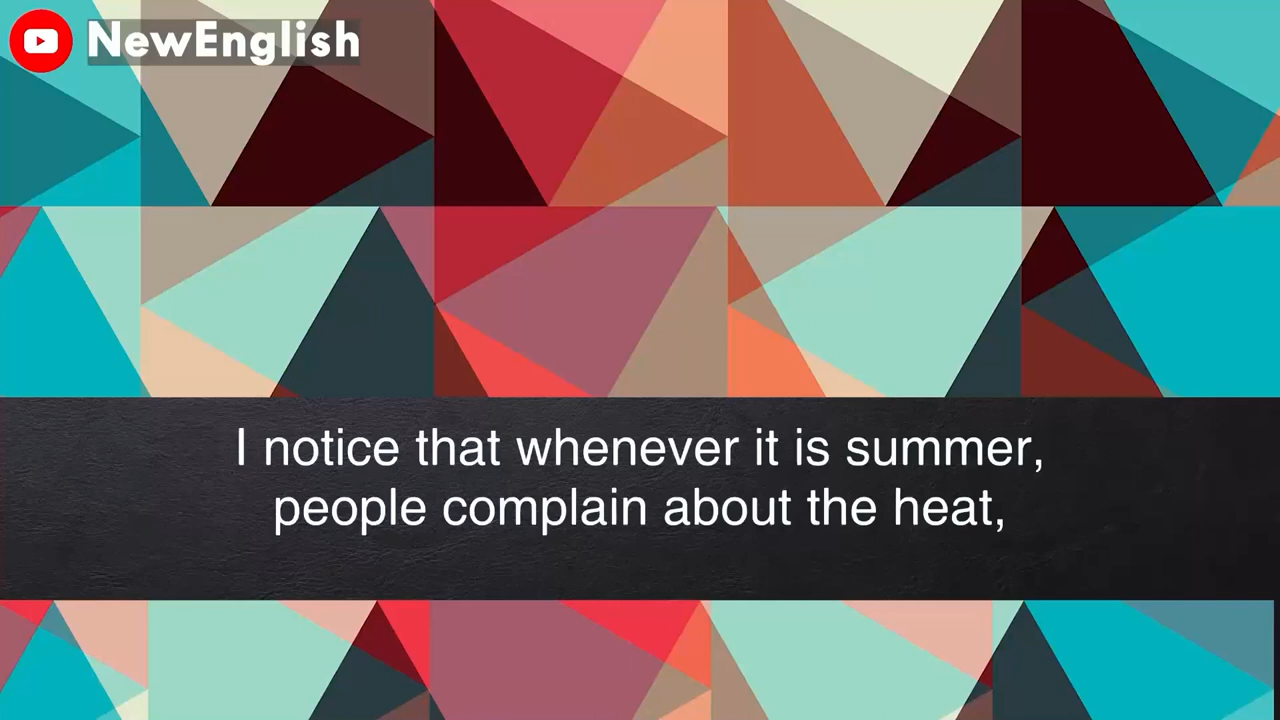 NewEnglish
I notice that whenever it is summer,
people complain about the heat,